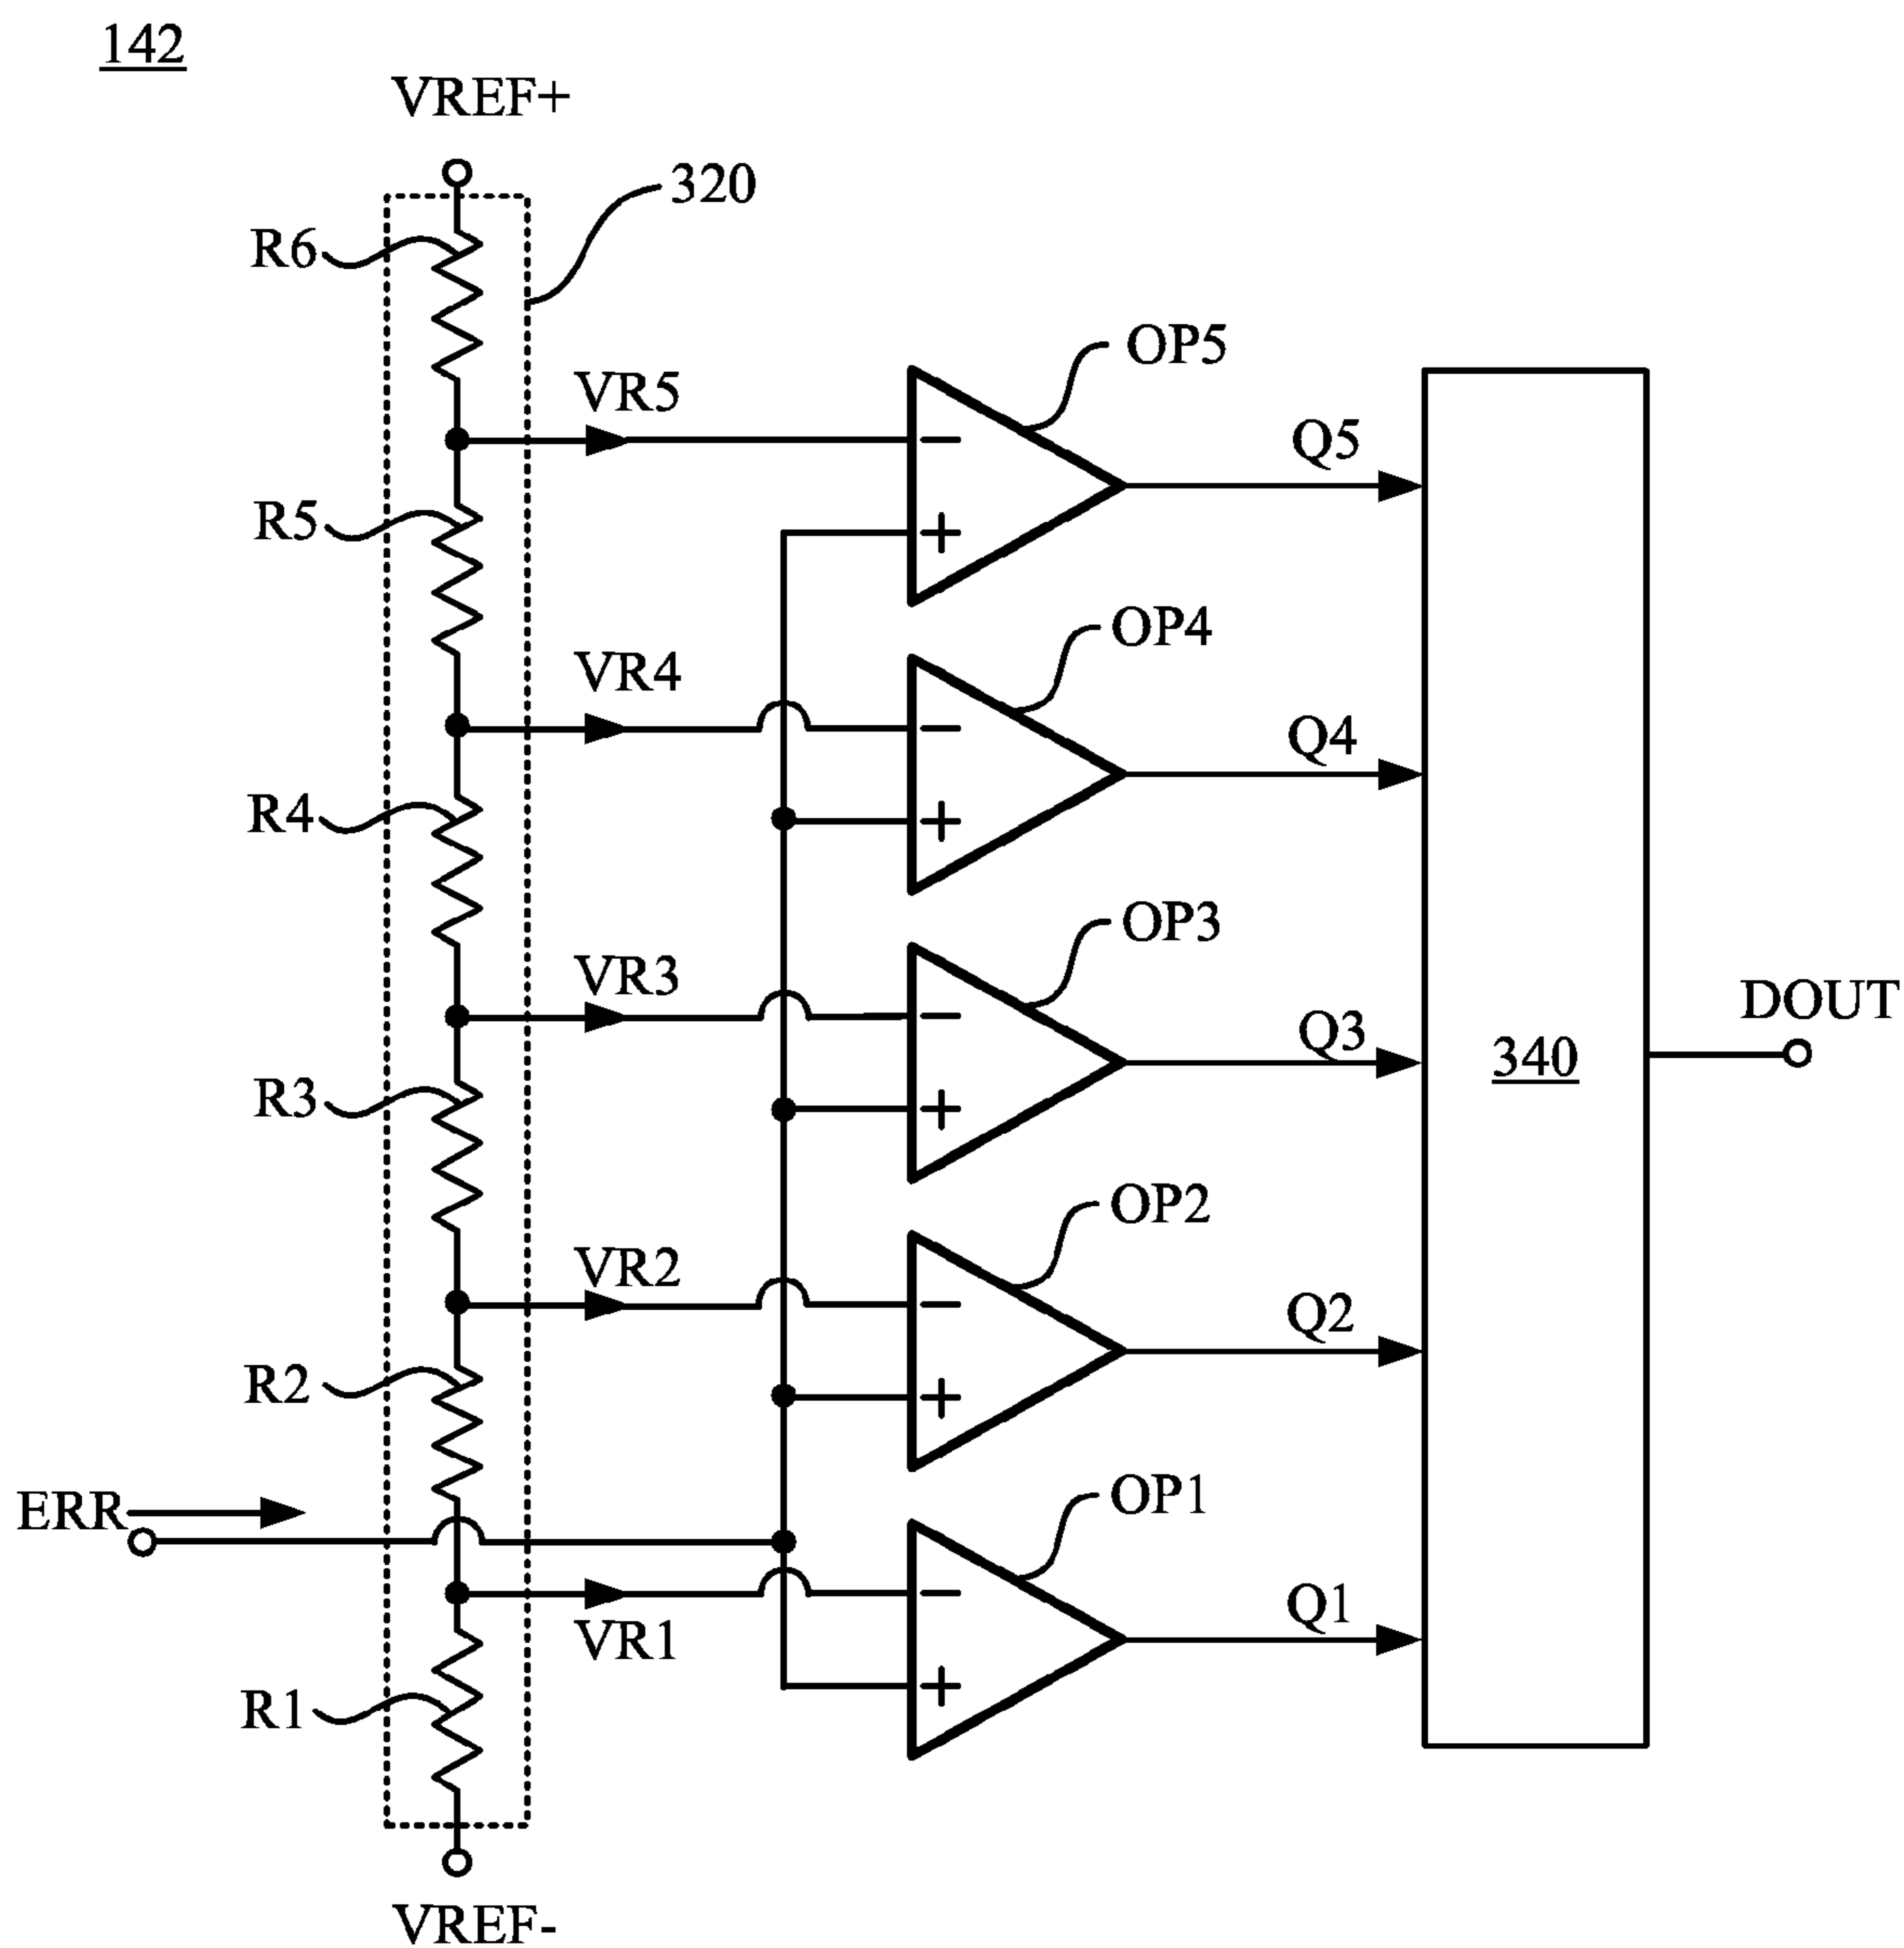 142
VREF+
320
R6
OP5
VR5
Q5
R5
OP4
VR4
Q4
R4
OP3
VR3
Q3
DOUT
340
R3
OP2
VR2
Q2
R2
OP1
ERR
Q1
VR1
R1
VREF-